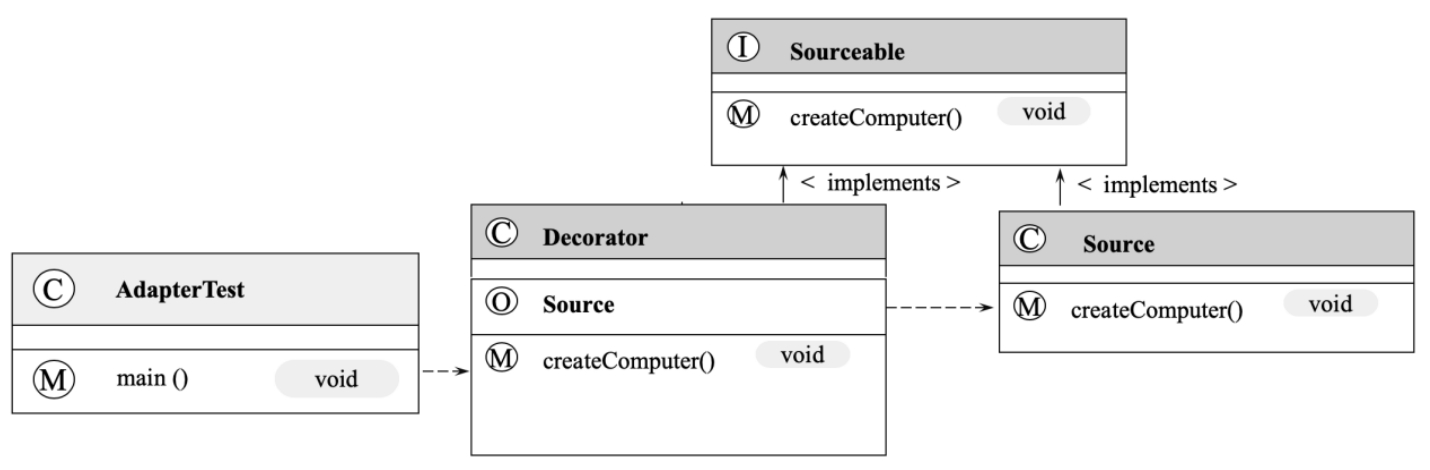 I Sourceable
M createComputer() void
< implements >
< implements >
C Decorator
O Source
M createComputer() void
C Source
M createComputer() void
C AdapterTest
M main () void